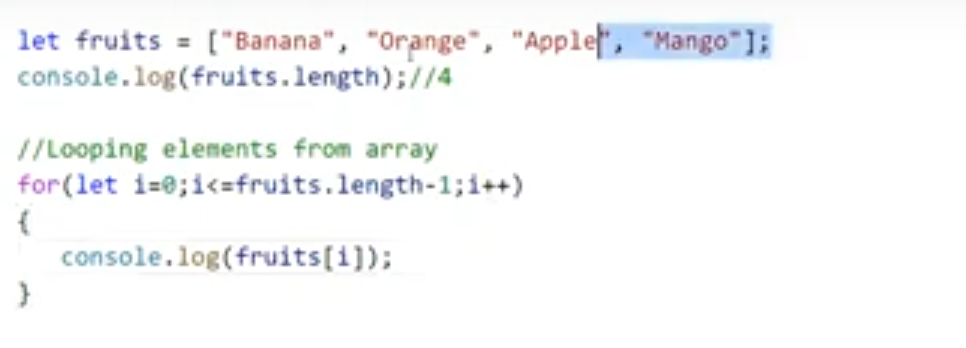 let fruits = ["Banana", "Orange", "Apple", "Mango"];
console.log(fruits.length);//4
//Looping elements from array
for(let i=0;i<=fruits.length-1;i++)
{
console.log(fruits[i]);
}